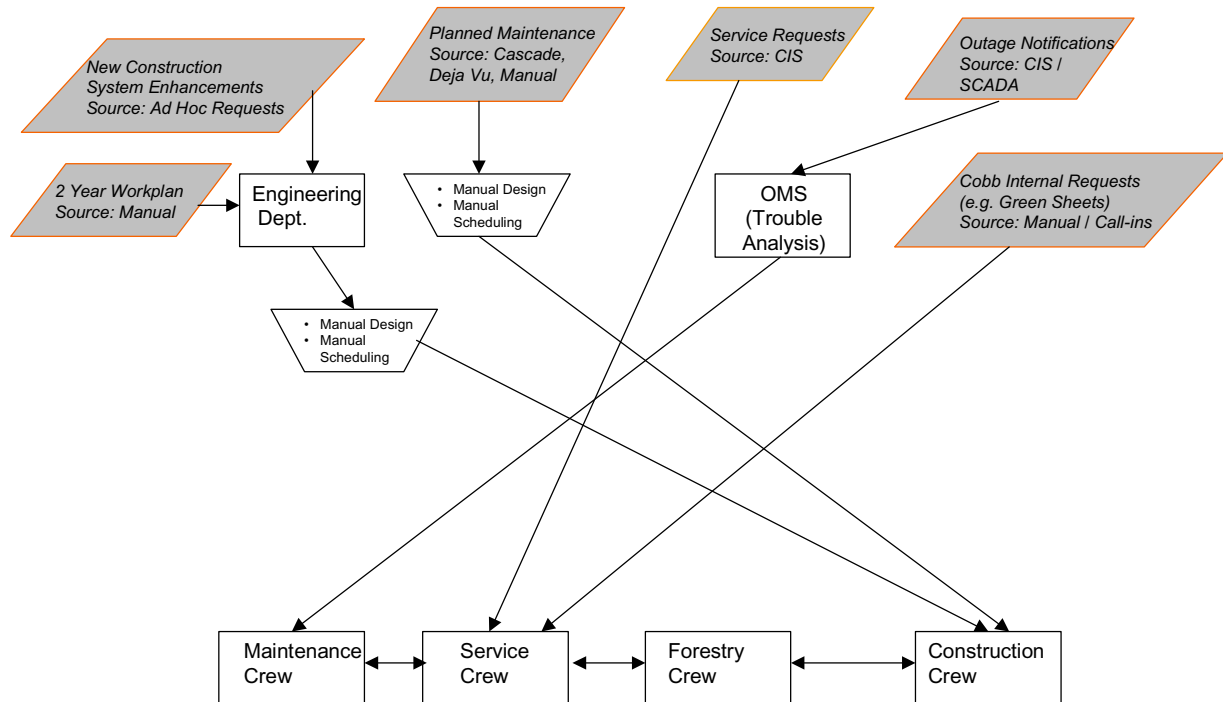 New Construction
System Enhancements
Source: Ad Hoc Requests
Planned Maintenance
Source: Cascade,
Deja Vu, Manual
Service Requests
Source: CIS
Outage Notifications
Source: CIS /
SCADA
2 Year Workplan
Source: Manual
Engineering
Dept.
• Manual Design
• Manual
Scheduling
OMS
(Trouble
Analysis)
Cobb Internal Requests
(e.g. Green Sheets)
Source: Manual / Call-ins
• Manual Design
• Manual
Scheduling
Maintenance
Crew
Service
Crew
Forestry
Crew
Construction
Crew